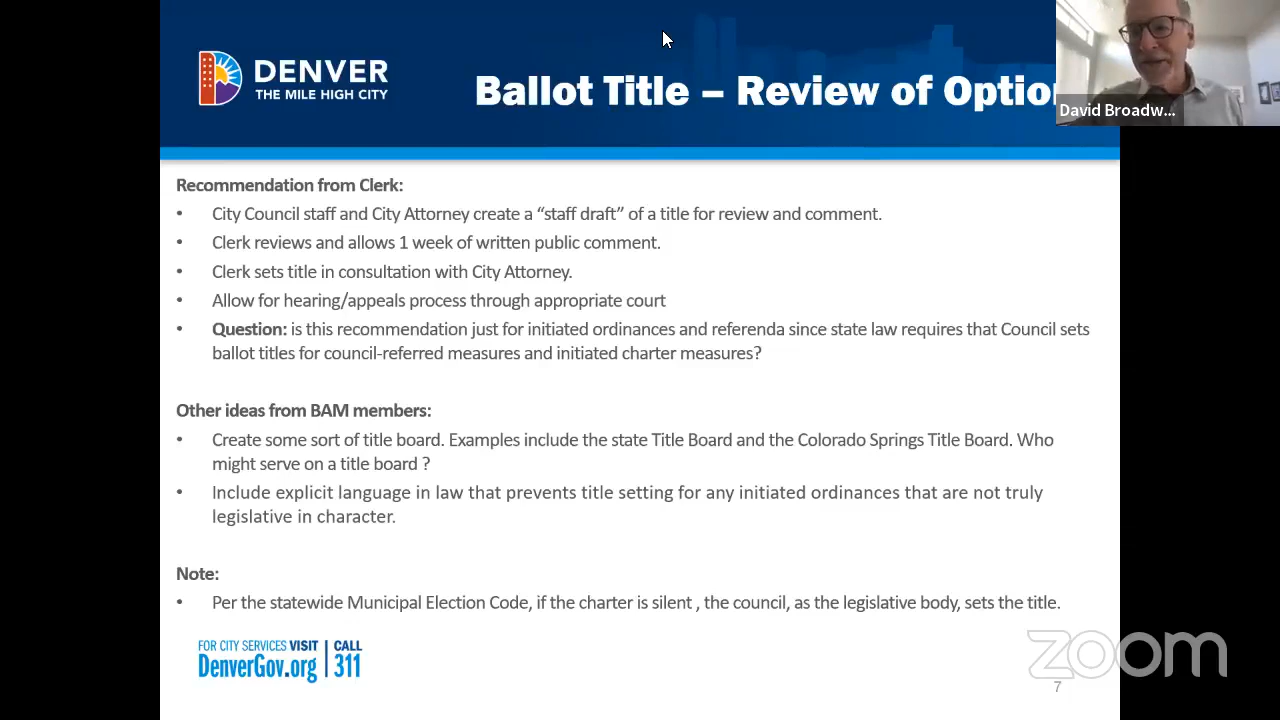 DENVER
THE MILE HIGH CITY
Ballot Title – Review of Optio
David Broadw...
Recommendation from Clerk:
• City Council staff and City Attorney create a “staff draft” of a title for review and comment.
• Clerk reviews and allows 1 week of written public comment.
• Clerk sets title in consultation with City Attorney.
• Allow for hearing/appeals process through appropriate court
• Question: is this recommendation just for initiated ordinances and referenda since state law requires that Council sets
ballot titles for council-referred measures and initiated charter measures?
Other ideas from BAM members:
• Create some sort of title board. Examples include the state Title Board and the Colorado Springs Title Board. Who
might serve on a title board ?
• Include explicit language in law that prevents title setting for any initiated ordinances that are not truly
legislative in character.
Note:
• Per the statewide Municipal Election Code, if the charter is silent , the council, as the legislative body, sets the title.
FOR CITY SERVICES VISIT | CALL
DenverGov.org | 311
zoom
7